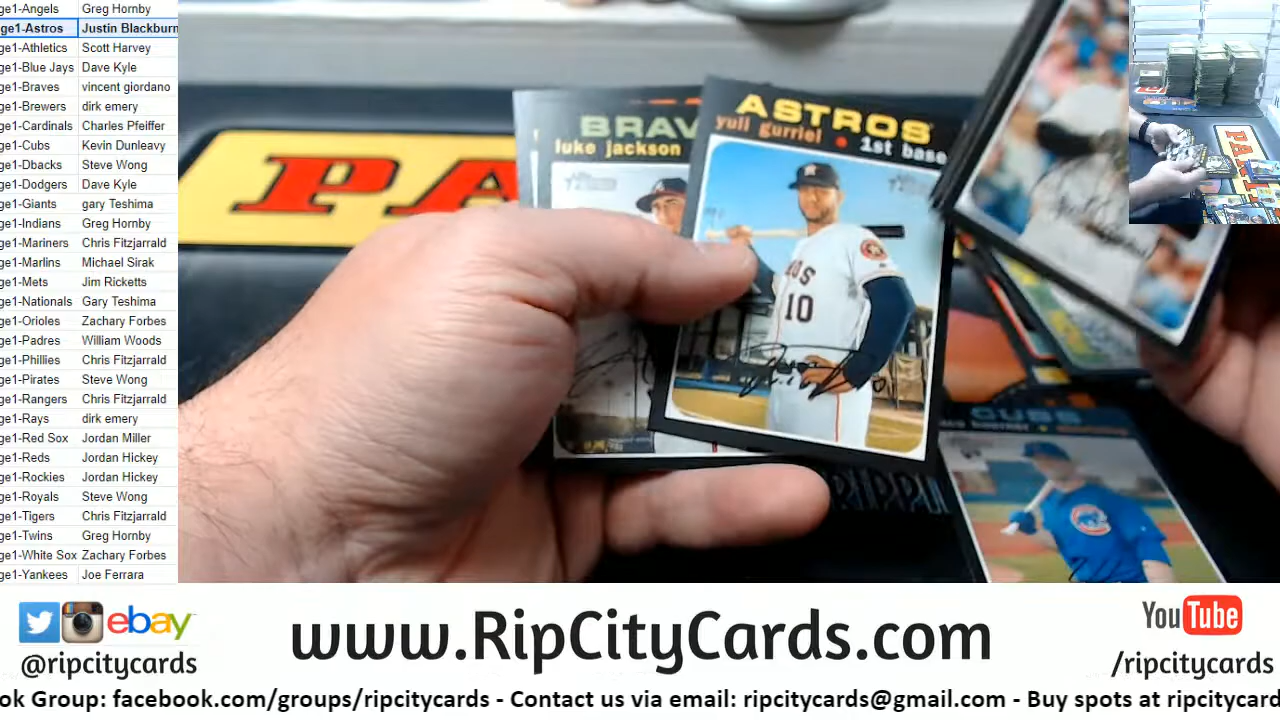 ge1-Angels Greg Hornby
ge1-Astros Justin Blackburn
ge1-Athletics Scott Harvey
ge1-Blue Jays Dave Kyle
ge1-Braves vincent giordano
ge1-Brewers dirk emery
ge1-Cardinals Charles Pfeiffer
ge1-Cubs Kevin Dunleavy
ge1-Dbacks Steve Wong
ge1-Dodgers Dave Kyle
ge1-Giants gary Teshima
ge1-Indians Greg Hornby
ge1-Mariners Chris Fitzjarrald
ge1-Marlins Michael Sirak
ge1-Mets Jim Ricketts
ge1-Nationals Gary Teshima
ge1-Orioles Zachary Forbes
ge1-Padres William Woods
ge1-Phillies Chris Fitzjarrald
ge1-Pirates Steve Wong
ge1-Rangers Chris Fitzjarrald
ge1-Rays dirk emery
ge1-Red Sox Jordan Miller
ge1-Reds Jordan Hickey
ge1-Rockies Jordan Hickey
ge1-Royals Steve Wong
ge1-Tigers Chris Fitzjarrald
ge1-Twins Greg Hornby
ge1-White Sox Zachary Forbes
ge1-Yankees Joe Ferrara
PA
BRAV
luke jackson
ASTROS
yuli gurriel • 1st base
OS
10
CUBS
ebay
@ripcitycards
www.RipCityCards.com
YouTube
/ripcitycards
ok Group: facebook.com/groups/ripcitycards - Contact us via email: ripcitycards@gmail.com - Buy spots at ripcitycard